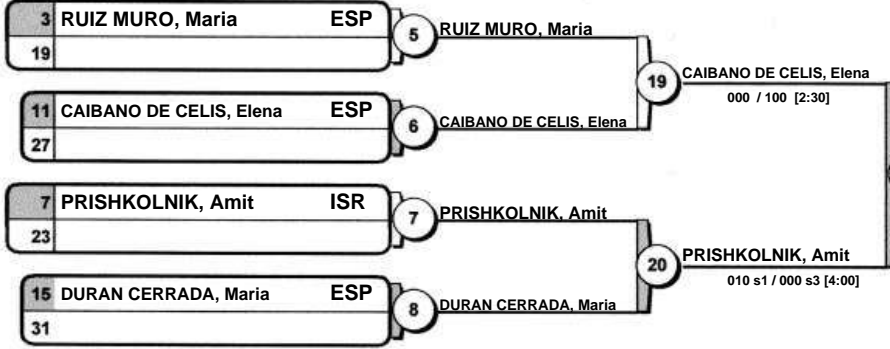 3 RUIZ MURO, Maria ESP
19
5
RUIZ MURO, Maria
11 CAIBANO DE CELIS, Elena ESP
27
6
CAIBANO DE CELIS, Elena
19
CAIBANO DE CELIS, Elena
000 / 100 [2:30]
7 PRISHKOLNIK, Amit ISR
23
7
PRISHKOLNIK, Amit
15 DURAN CERRADA, Maria ESP
31
8
DURAN CERRADA, Maria
20
PRISHKOLNIK, Amit
010 s1 / 000 s3 [4:00]